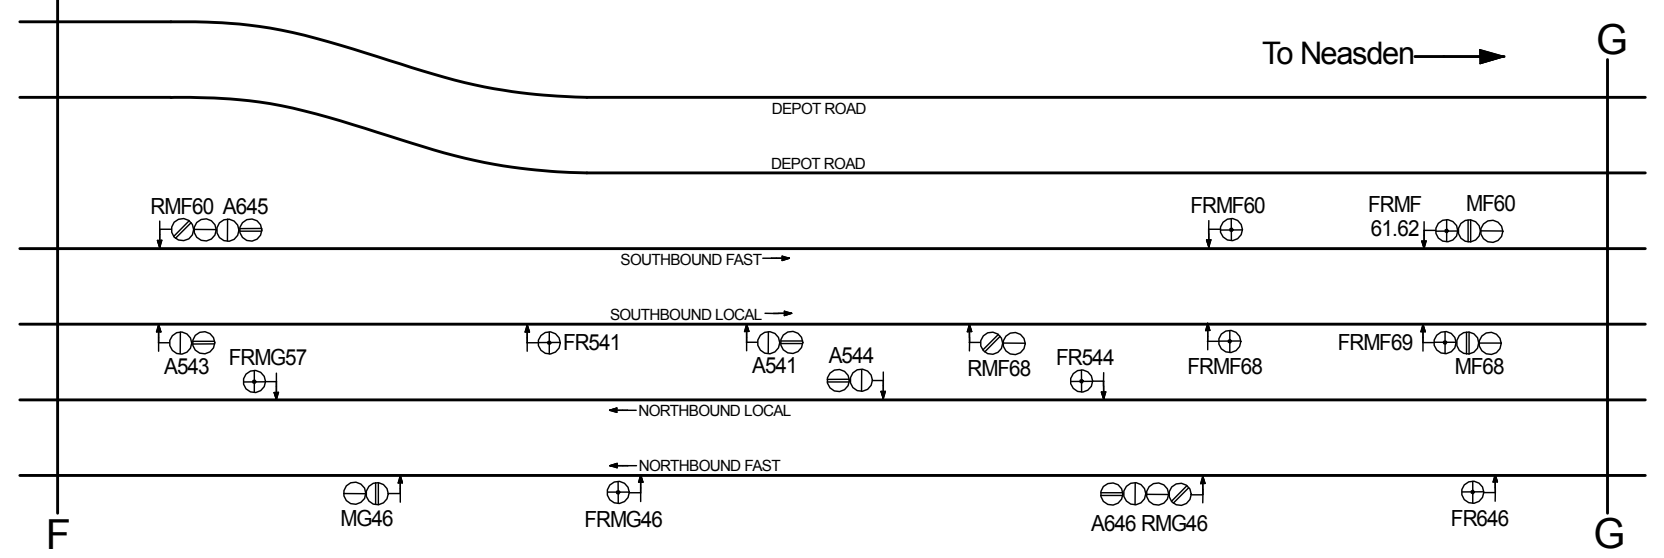 G
To Neasden
DEPOT ROAD
DEPOT ROAD
RMF60 A645
FRMF60
FRMF
61.62
MF60
SOUTHBOUND FAST
SOUTHBOUND LOCAL
A543
FRMG57
FR541
A541
A544
RMF68
FR544
FRMF68
FRMF69
MF68
NORTHBOUND LOCAL
NORTHBOUND FAST
MG46
FRMG46
A646 RMG46
FR646
F
G